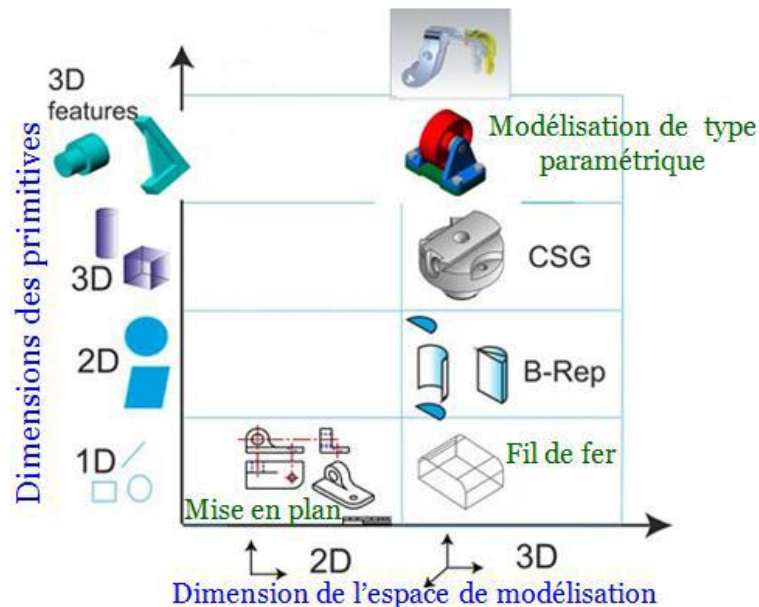 3D
features
Modélisation de type
paramétrique
Dimensions des primitives
3D
CSG
2D
B-Rep
1D
Fil de fer
Mise en plan
2D
3D
Dimension de l'espace de modélisation